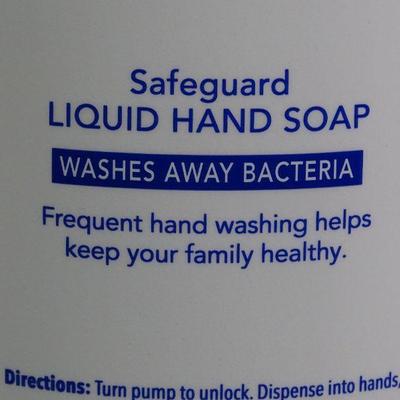 Safeguard
LIQUID HAND SOAP
WASHES AWAY BACTERIA
Frequent hand washing helps
keep your family healthy.
Directions: Turn pump to unlock. Dispense into hands,